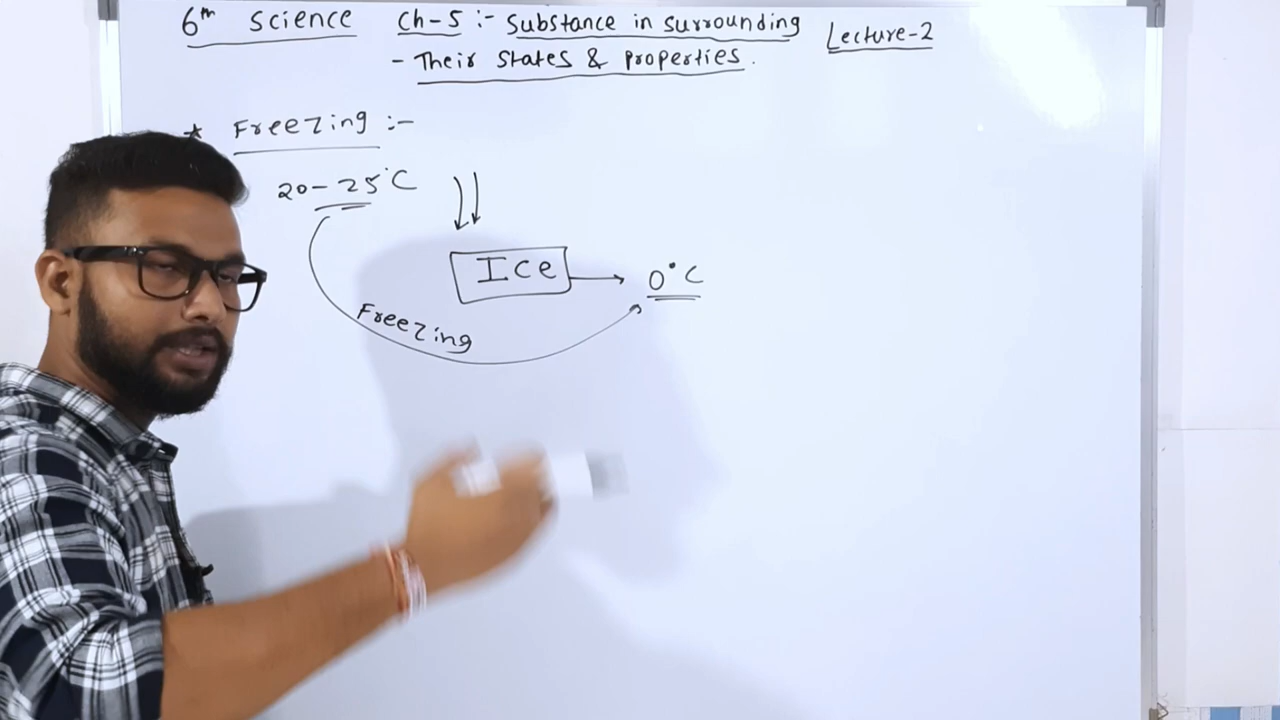 6th Science Ch-5 :- Substance in surrounding Lecture-2
- Their states & properties.
* Freezing :-
20-25°C
ICe
0°C
Freezing